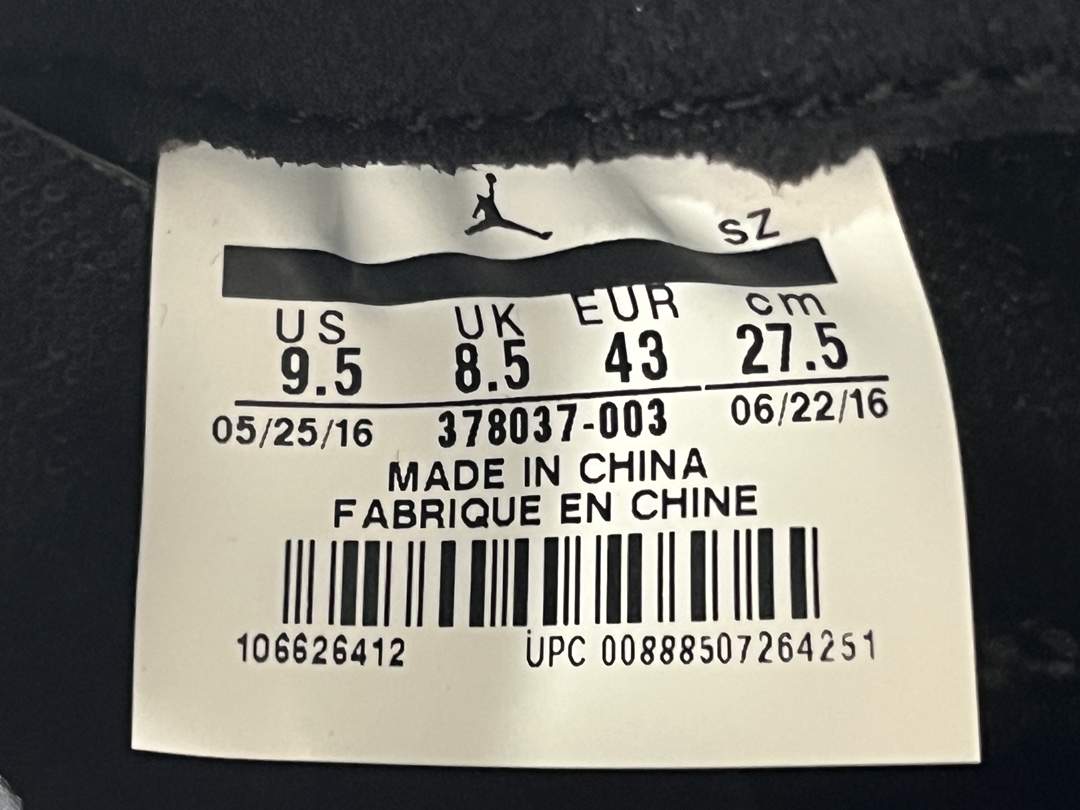 SZ
US UK EUR cm
9.5 8.5 43 27.5
05/25/16 378037-003 06/22/16
MADE IN CHINA
FABRIQUE EN CHINE
106626412 UPC 00888507264251